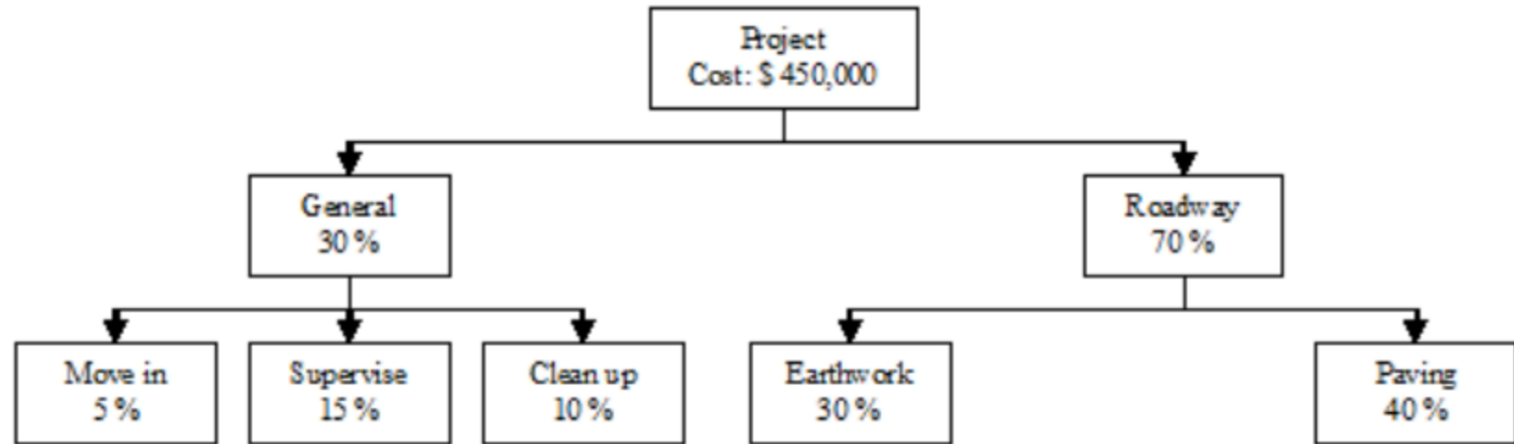 Project
Cost: $ 450,000
General
30 %
Roadway
70 %
Move in
5 %
Supervise
15 %
Clean up
10 %
Earthwork
30 %
Paving
40 %